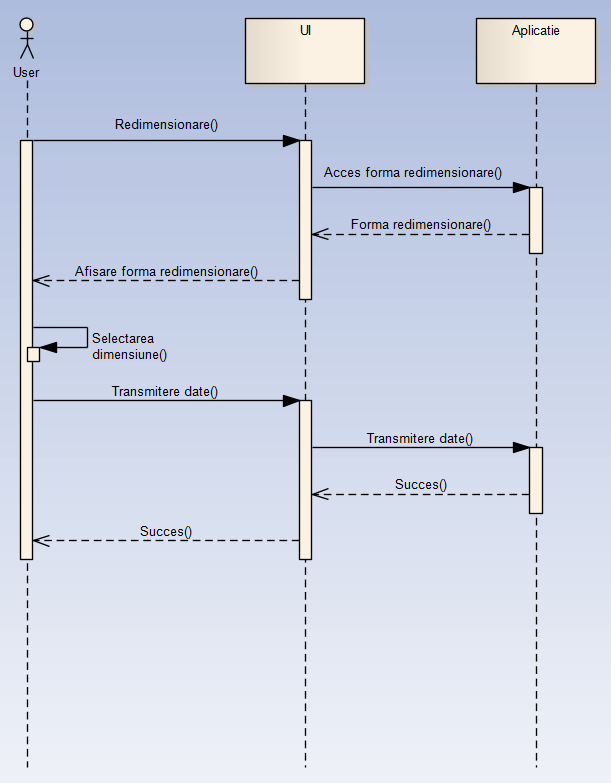 UI
Aplicatie
User
Redimensionare()
Acces forma redimensionare()
Forma redimensionare()
Afisare forma redimensionare()
Selectarea
dimensiune()
Transmitere date()
Transmitere date()
Succes()
Succes()